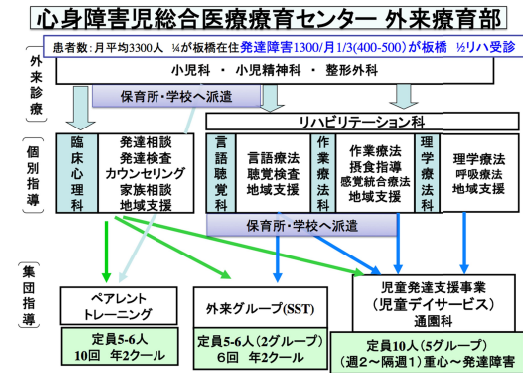 心身障害児総合医療療育センター 外来療育部
患者数:月平均3300人 ¼が板橋在住発達障害1300/月1/3(400-500)が板橋 ½リハ受診
外来診療
小児科 ・ 小児精神科 ・ 整形外科
保育所・学校へ派遣
リハビリテーション科
個別指導
臨床心理科
発達相談
発達検査
カウンセリング
家族相談
地域支援
言語聴覚科
言語療法
聴覚検査
地域支援
作業療法科
作業療法
摂食指導
感覚統合療法
地域支援
理学療法科
理学療法
呼吸療法
地域支援
保育所・学校へ派遣
集団指導
ペアレント
トレーニング
定員5-6人
10回 年2クール
外来グループ(SST)
定員5-6人(2グループ)
6回 年2クール
児童発達支援事業
(児童デイサービス)
通園科
定員10人(5グループ)
(週2~隔週1)重心~発達障害